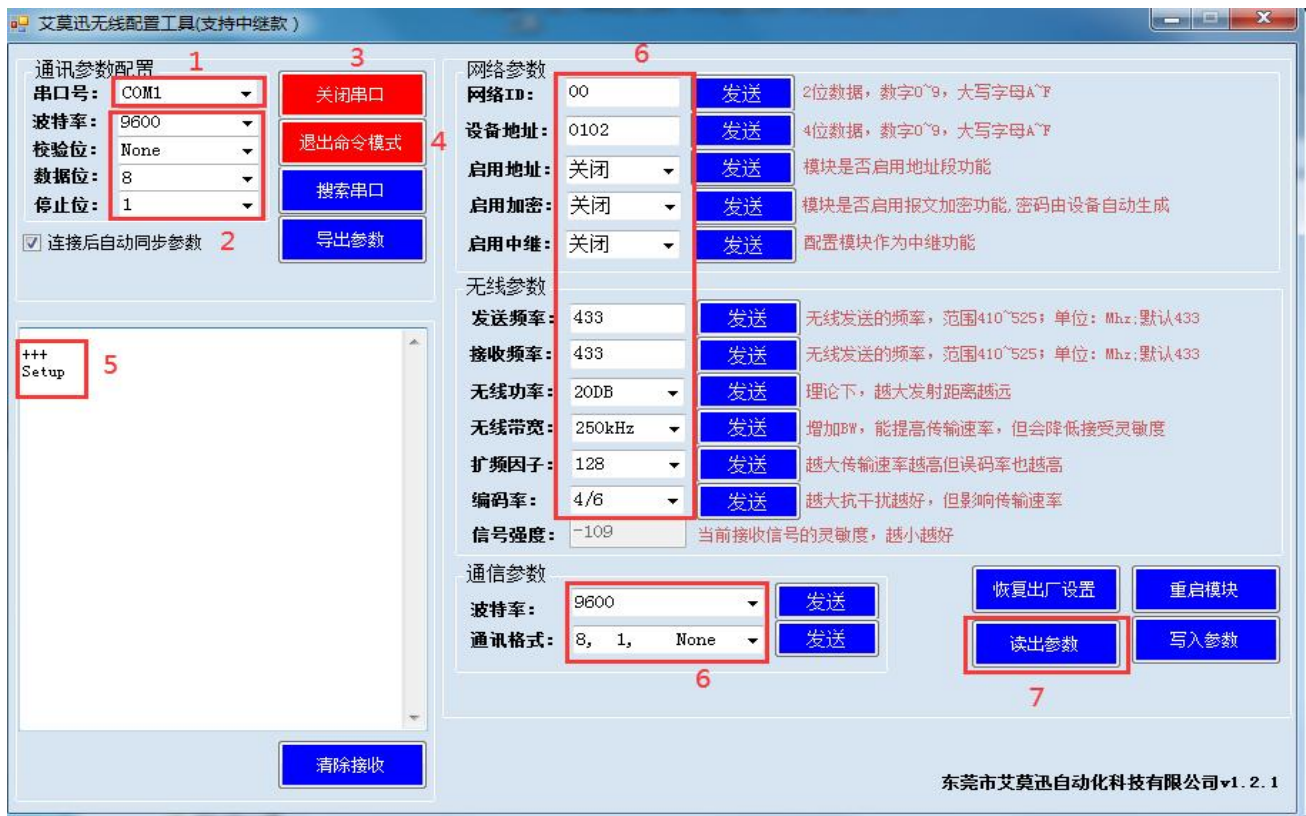 艾莫迅无线配置工具(支持中继款)
通讯参数配置
1
3
串口号： COM1 关闭串口
波特率： 9600
校验位： None 退出命令模式 4
数据位： 8 搜索串口
停止位： 1
连接后自动同步参数 2 导出参数
+++
Setup
5
清除接收
网络参数
6
网络ID： 00 发送 2位数据，数字0~9，大写字母A~F
设备地址： 0102 发送 4位数据，数字0~9，大写字母A~F
启用地址： 关闭 发送 模块是否启用地址段功能
启用加密： 关闭 发送 模块是否启用报文加密功能,密码由设备自动生成
启用中继： 关闭 发送 配置模块作为中继功能
无线参数
发送频率： 433 发送 无线发送的频率，范围410~525；单位：Mhz;默认433
接收频率： 433 发送 无线发送的频率，范围410~525；单位：Mhz;默认433
无线功率： 20DB 发送 理论下，越大发射距离越远
无线带宽： 250kHz 发送 增加BW，能提高传输速率，但会降低接受灵敏度
扩频因子： 128 发送 越大传输速率越高但误码率也越高
编码率： 4/6 发送 越大抗干扰越好，但影响传输速率
信号强度： -109 当前接收信号的灵敏度，越小越好
通信参数
波特率： 9600 发送
通讯格式： 8, 1, None 发送
6
恢复出厂设置 重启模块
读出参数 写入参数
7
东莞市艾莫迅自动化科技有限公司v1.2.1